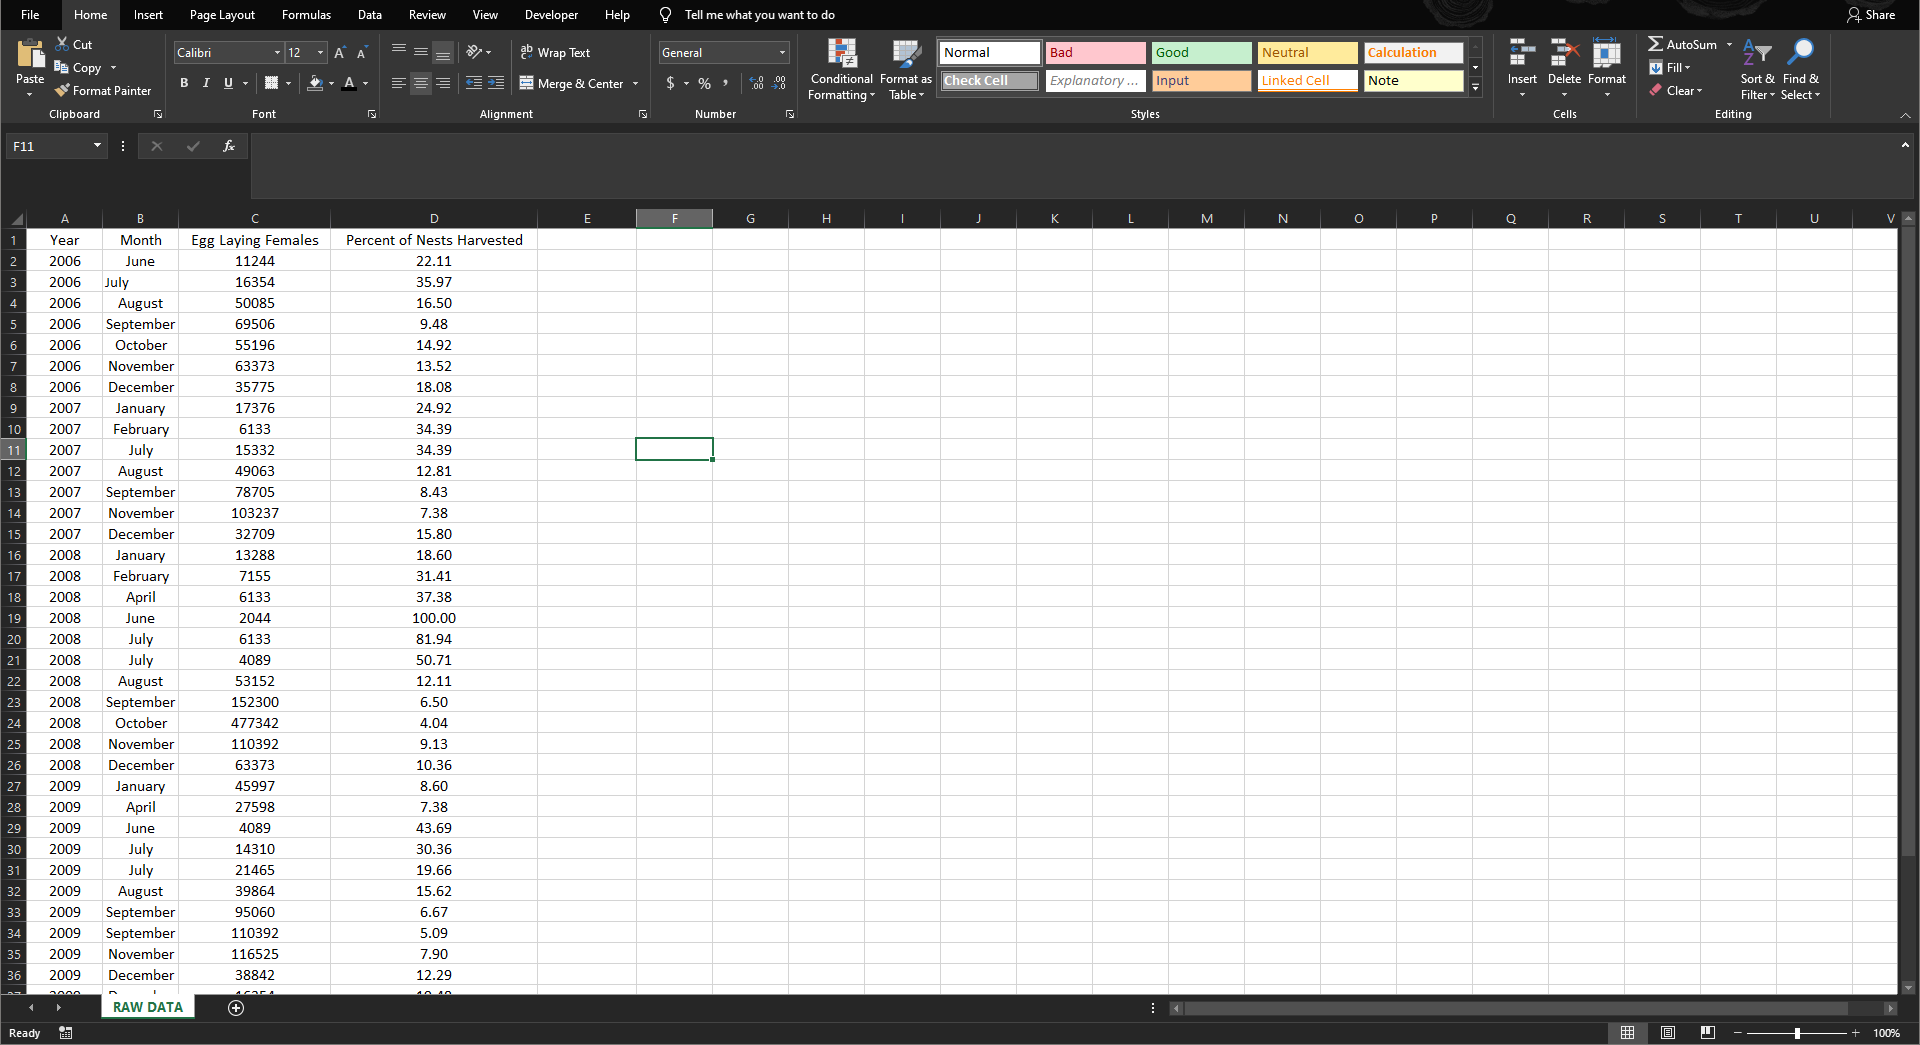 File Home Insert Page Layout Formulas Data Review View Developer Help Tell me what you want to do Share
Paste Cut Copy Format Painter Clipboard
Calibri 12 A A B I U A Font
Wrap Text Merge & Center Alignment
General $ % , Number
Conditional Formatting Format as Table
Normal Bad Good Neutral Calculation
Check Cell Explanatory ... Input Linked Cell Note
Styles
Insert Delete Format Cells
AutoSum Fill Clear Sort & Filter Find & Select Editing
F11 fx
A B C D E F G H I J K L M N O P Q R S T U V
1 Year Month Egg Laying Females Percent of Nests Harvested
2 2006 June 11244 22.11
3 2006 July 16354 35.97
4 2006 August 50085 16.50
5 2006 September 69506 9.48
6 2006 October 55196 14.92
7 2006 November 63373 13.52
8 2006 December 35775 18.08
9 2007 January 17376 24.92
10 2007 February 6133 34.39
11 2007 July 15332 34.39
12 2007 August 49063 12.81
13 2007 September 78705 8.43
14 2007 November 103237 7.38
15 2007 December 32709 15.80
16 2008 January 13288 18.60
17 2008 February 7155 31.41
18 2008 April 6133 37.38
19 2008 June 2044 100.00
20 2008 July 6133 81.94
21 2008 July 4089 50.71
22 2008 August 53152 12.11
23 2008 September 152300 6.50
24 2008 October 477342 4.04
25 2008 November 110392 9.13
26 2008 December 63373 10.36
27 2009 January 45997 8.60
28 2009 April 27598 7.38
29 2009 June 4089 43.69
30 2009 July 14310 30.36
31 2009 July 21465 19.66
32 2009 August 39864 15.62
33 2009 September 95060 6.67
34 2009 September 110392 5.09
35 2009 November 116525 7.90
36 2009 December 38842 12.29
RAW DATA
Ready 100%